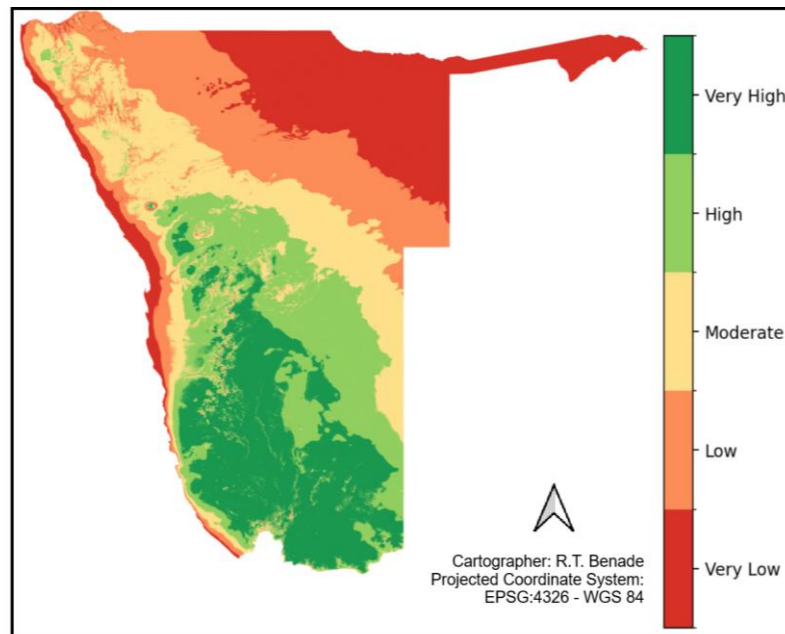 Very High
High
Moderate
Low
Very Low
Cartographer: R.T. Benade
Projected Coordinate System:
EPSG:4326 - WGS 84